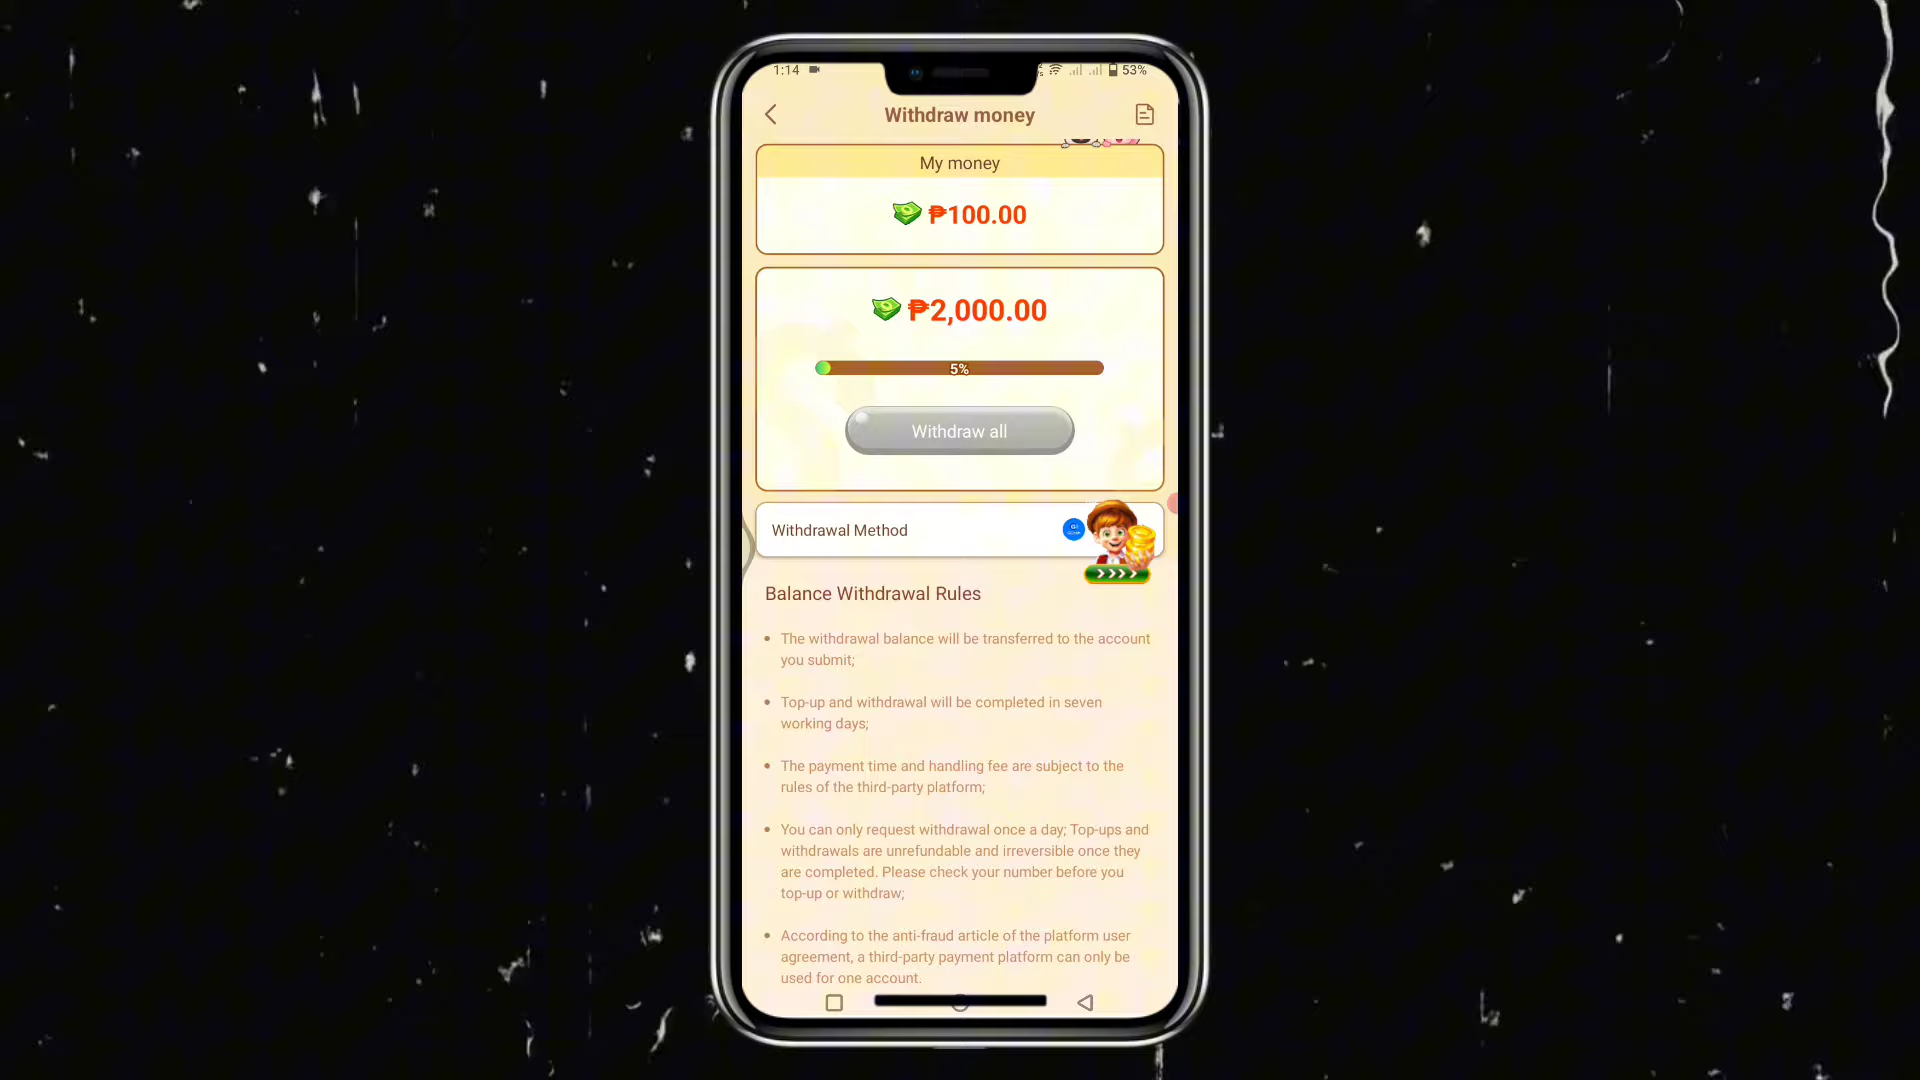 1:14
53%
Withdraw money
My money
₱100.00
₱2,000.00
5%
Withdraw all
Withdrawal Method
Balance Withdrawal Rules
• The withdrawal balance will be transferred to the account
you submit;
• Top-up and withdrawal will be completed in seven
working days;
• The payment time and handling fee are subject to the
rules of the third-party platform;
• You can only request withdrawal once a day; Top-ups and
withdrawals are unrefundable and irreversible once they
are completed. Please check your number before you
top-up or withdraw;
• According to the anti-fraud article of the platform user
agreement, a third-party payment platform can only be
used for one account.